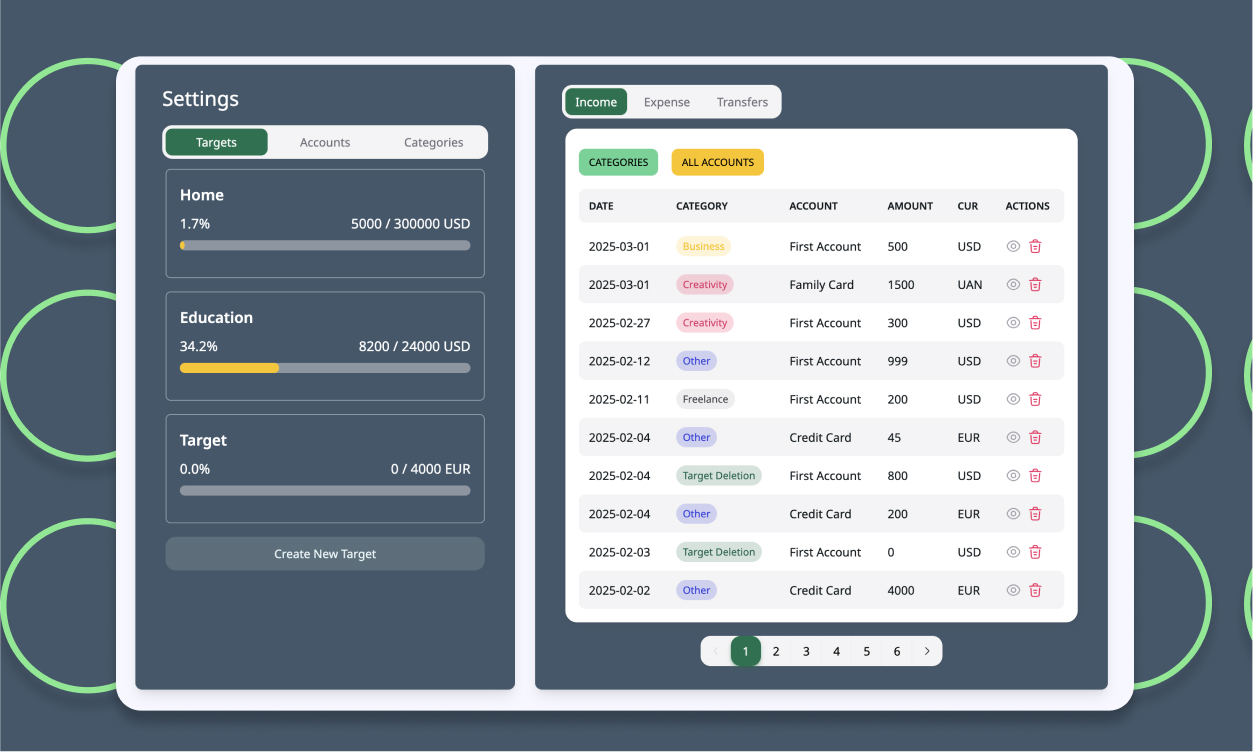 Settings
Targets Accounts Categories
Home
1.7% 5000 / 300000 USD
Education
34.2% 8200 / 24000 USD
Target
0.0% 0 / 4000 EUR
Create New Target
Income Expense Transfers
CATEGORIES ALL ACCOUNTS
DATE CATEGORY ACCOUNT AMOUNT CUR ACTIONS
2025-03-01 Business First Account 500 USD
2025-03-01 Creativity Family Card 1500 UAN
2025-02-27 Creativity First Account 300 USD
2025-02-12 Other First Account 999 USD
2025-02-11 Freelance First Account 200 USD
2025-02-04 Other Credit Card 45 EUR
2025-02-04 Target Deletion First Account 800 USD
2025-02-04 Other Credit Card 200 EUR
2025-02-03 Target Deletion First Account 0 USD
2025-02-02 Other Credit Card 4000 EUR
1 2 3 4 5 6